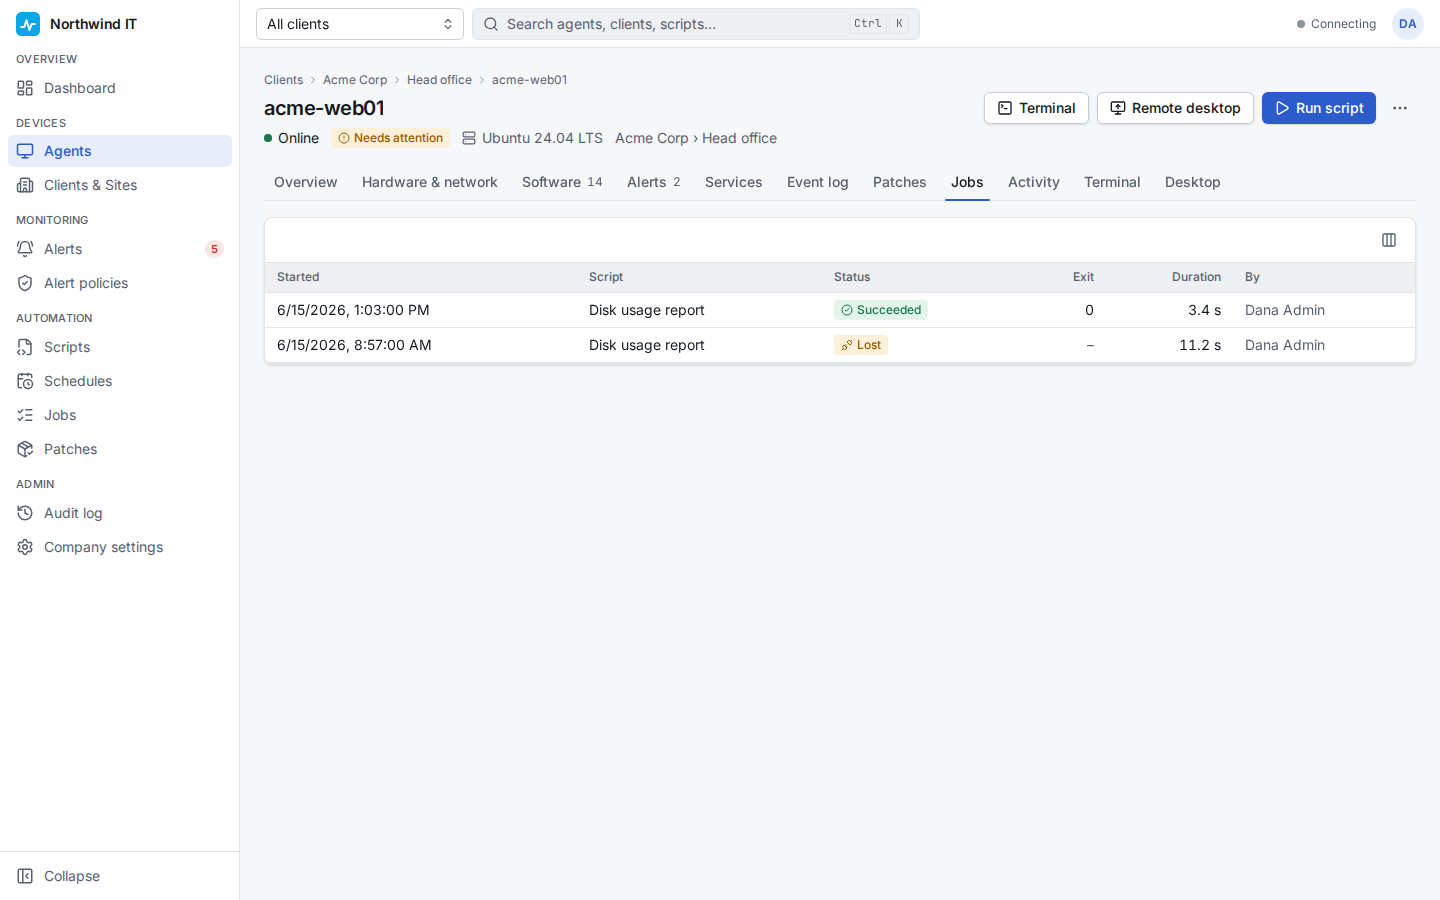 Northwind IT
OVERVIEW
Dashboard
DEVICES
Agents
Clients & Sites
MONITORING
Alerts 5
Alert policies
AUTOMATION
Scripts
Schedules
Jobs
Patches
ADMIN
Audit log
Company settings
Collapse
All clients
Search agents, clients, scripts... Ctrl K
Connecting DA
Clients Acme Corp Head office acme-web01
acme-web01
Terminal Remote desktop Run script
Online Needs attention Ubuntu 24.04 LTS Acme Corp › Head office
Overview Hardware & network Software 14 Alerts 2 Services Event log Patches Jobs Activity Terminal Desktop
Started Script Status Exit Duration By
6/15/2026, 1:03:00 PM Disk usage report Succeeded 0 3.4 s Dana Admin
6/15/2026, 8:57:00 AM Disk usage report Lost – 11.2 s Dana Admin